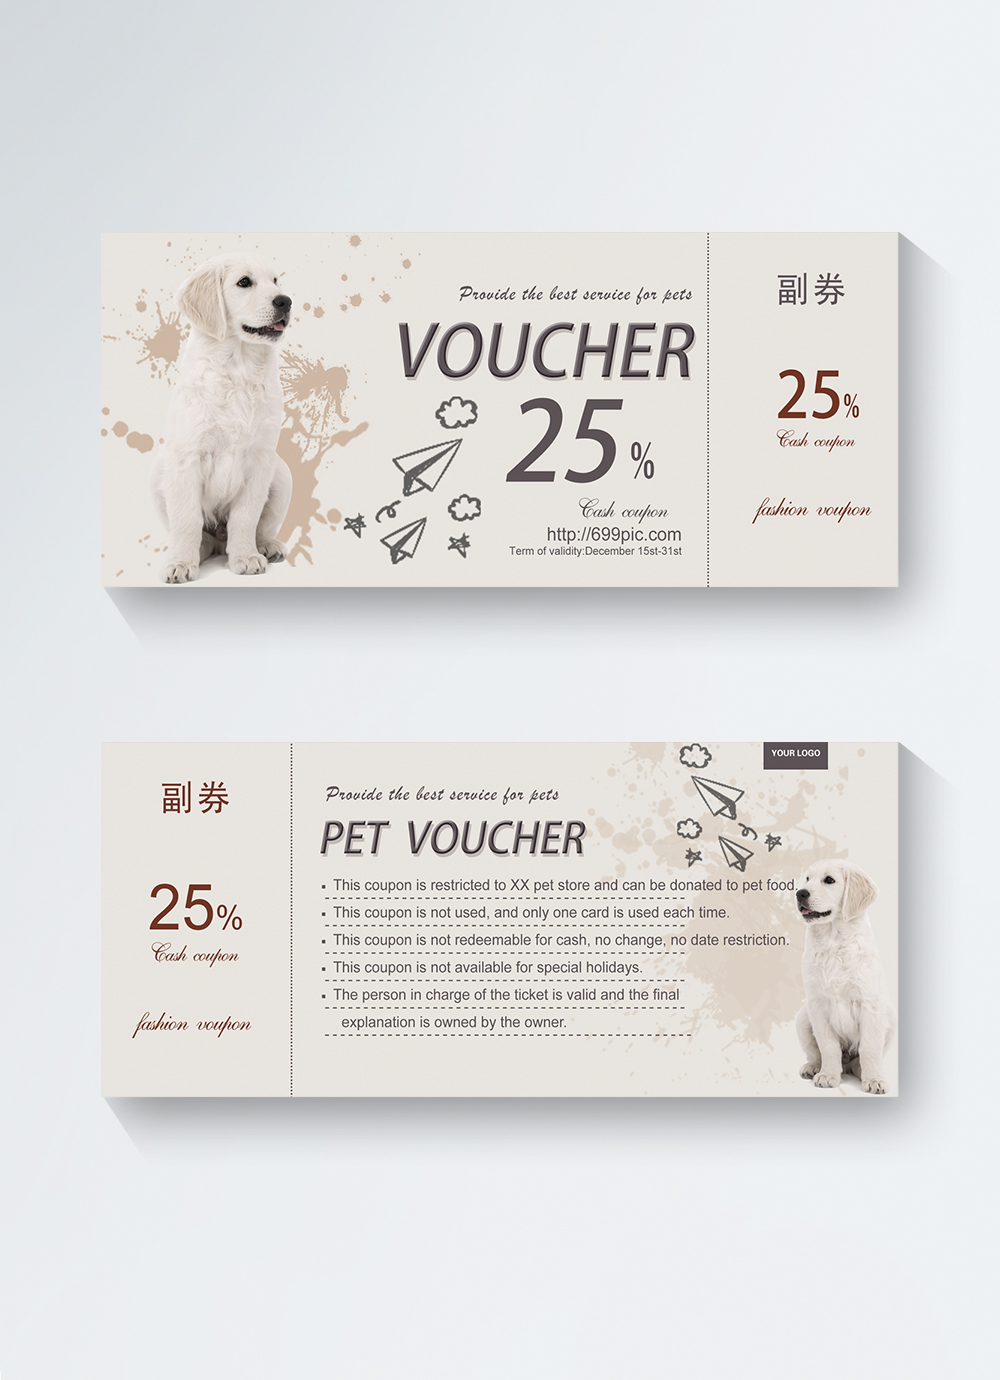 Provide the best service for pets
VOUCHER
25%
Cash coupon
http://699pic.com
Term of validity:December 15st-31st
副券
25%
Cash coupon
fashion voupon
副券
25%
Cash coupon
fashion voupon
YOUR LOGO
Provide the best service for pets
PET VOUCHER
▪ This coupon is restricted to XX pet store and can be donated to pet food.
▪ This coupon is not used, and only one card is used each time.
▪ This coupon is not redeemable for cash, no change, no date restriction.
▪ This coupon is not available for special holidays.
▪ The person in charge of the ticket is valid and the final
explanation is owned by the owner.